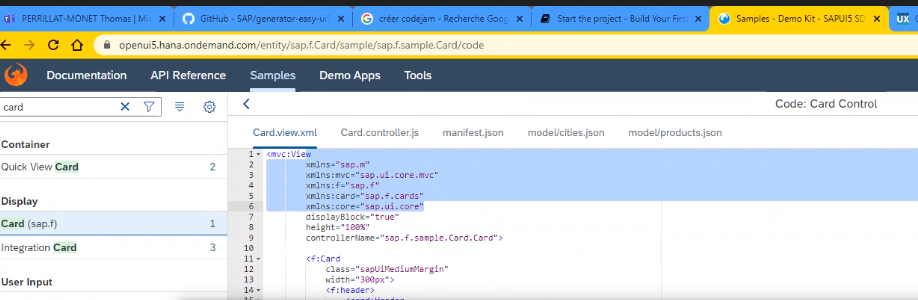 PERRILLAT-MONET Thomas | Mic
GitHub - SAP/generator-easy-ui5
créer codejam - Recherche Goog
Start the project - Build Your First
Samples - Demo Kit - SAPUI5 SD
UX
openui5.hana.ondemand.com/entity/sap.f.Card/sample/sap.f.sample.Card/code
Documentation API Reference Samples Demo Apps Tools
card
Code: Card Control
Card.view.xml Card.controller.js manifest.json model/cities.json model/products.json
Container
Quick View Card 2
Display
Card (sap.f) 1
Integration Card 3
User Input
1 <mvc:View
2 xmlns="sap.m"
3 xmlns:mvc="sap.ui.core.mvc"
4 xmlns:f="sap.f"
5 xmlns:card="sap.f.cards"
6 xmlns:core="sap.ui.core"
7 displayBlock="true"
8 height="100%"
9 controllerName="sap.f.sample.Card.Card">
10
11 <f:Card
12 class="sapUiMediumMargin"
13 width="300px">
14 <f:header>